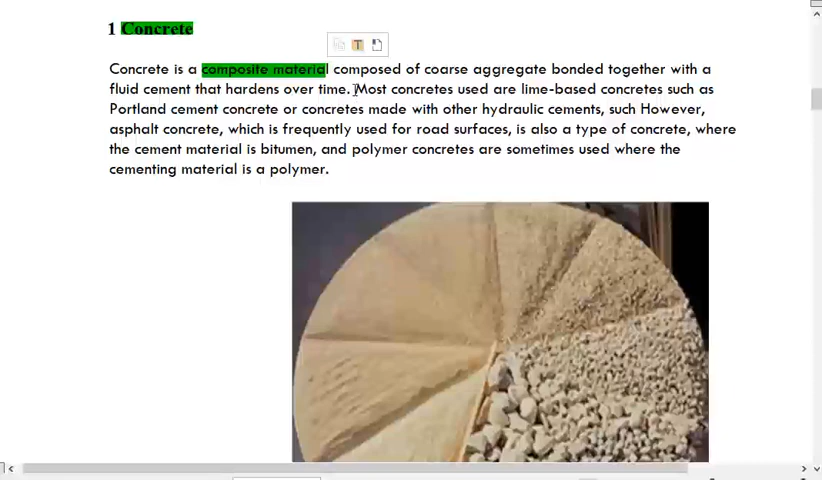 1 Concrete
Concrete is a composite material composed of coarse aggregate bonded together with a
fluid cement that hardens over time. Most concretes used are lime-based concretes such as
Portland cement concrete or concretes made with other hydraulic cements, such However,
asphalt concrete, which is frequently used for road surfaces, is also a type of concrete, where
the cement material is bitumen, and polymer concretes are sometimes used where the
cementing material is a polymer.